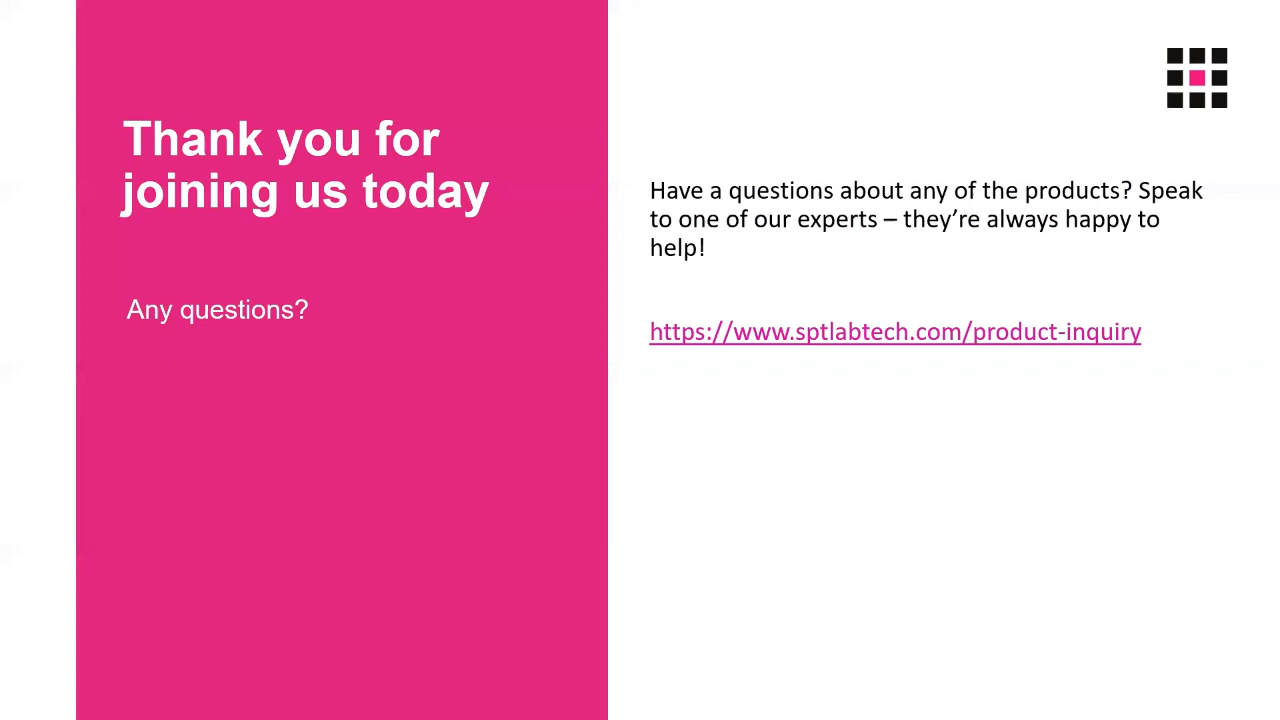 Thank you for
joining us today
Any questions?
Have a questions about any of the products? Speak
to one of our experts – they’re always happy to
help!
https://www.sptlabtech.com/product-inquiry